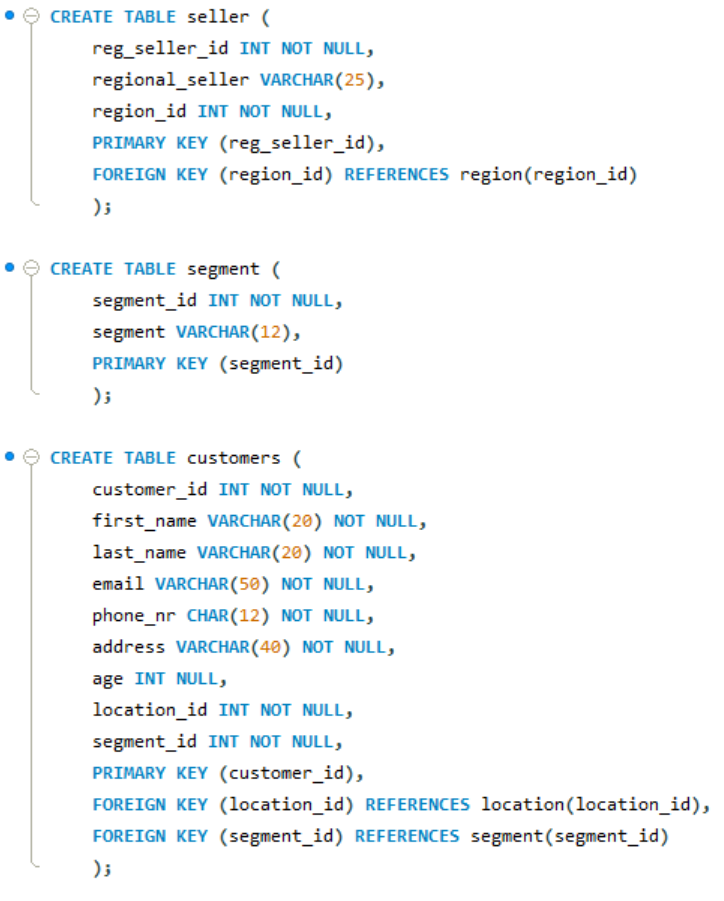 CREATE TABLE seller (
reg_seller_id INT NOT NULL,
regional_seller VARCHAR(25),
region_id INT NOT NULL,
PRIMARY KEY (reg_seller_id),
FOREIGN KEY (region_id) REFERENCES region(region_id)
);
CREATE TABLE segment (
segment_id INT NOT NULL,
segment VARCHAR(12),
PRIMARY KEY (segment_id)
);
CREATE TABLE customers (
customer_id INT NOT NULL,
first_name VARCHAR(20) NOT NULL,
last_name VARCHAR(20) NOT NULL,
email VARCHAR(50) NOT NULL,
phone_nr CHAR(12) NOT NULL,
address VARCHAR(40) NOT NULL,
age INT NULL,
location_id INT NOT NULL,
segment_id INT NOT NULL,
PRIMARY KEY (customer_id),
FOREIGN KEY (location_id) REFERENCES location(location_id),
FOREIGN KEY (segment_id) REFERENCES segment(segment_id)
);